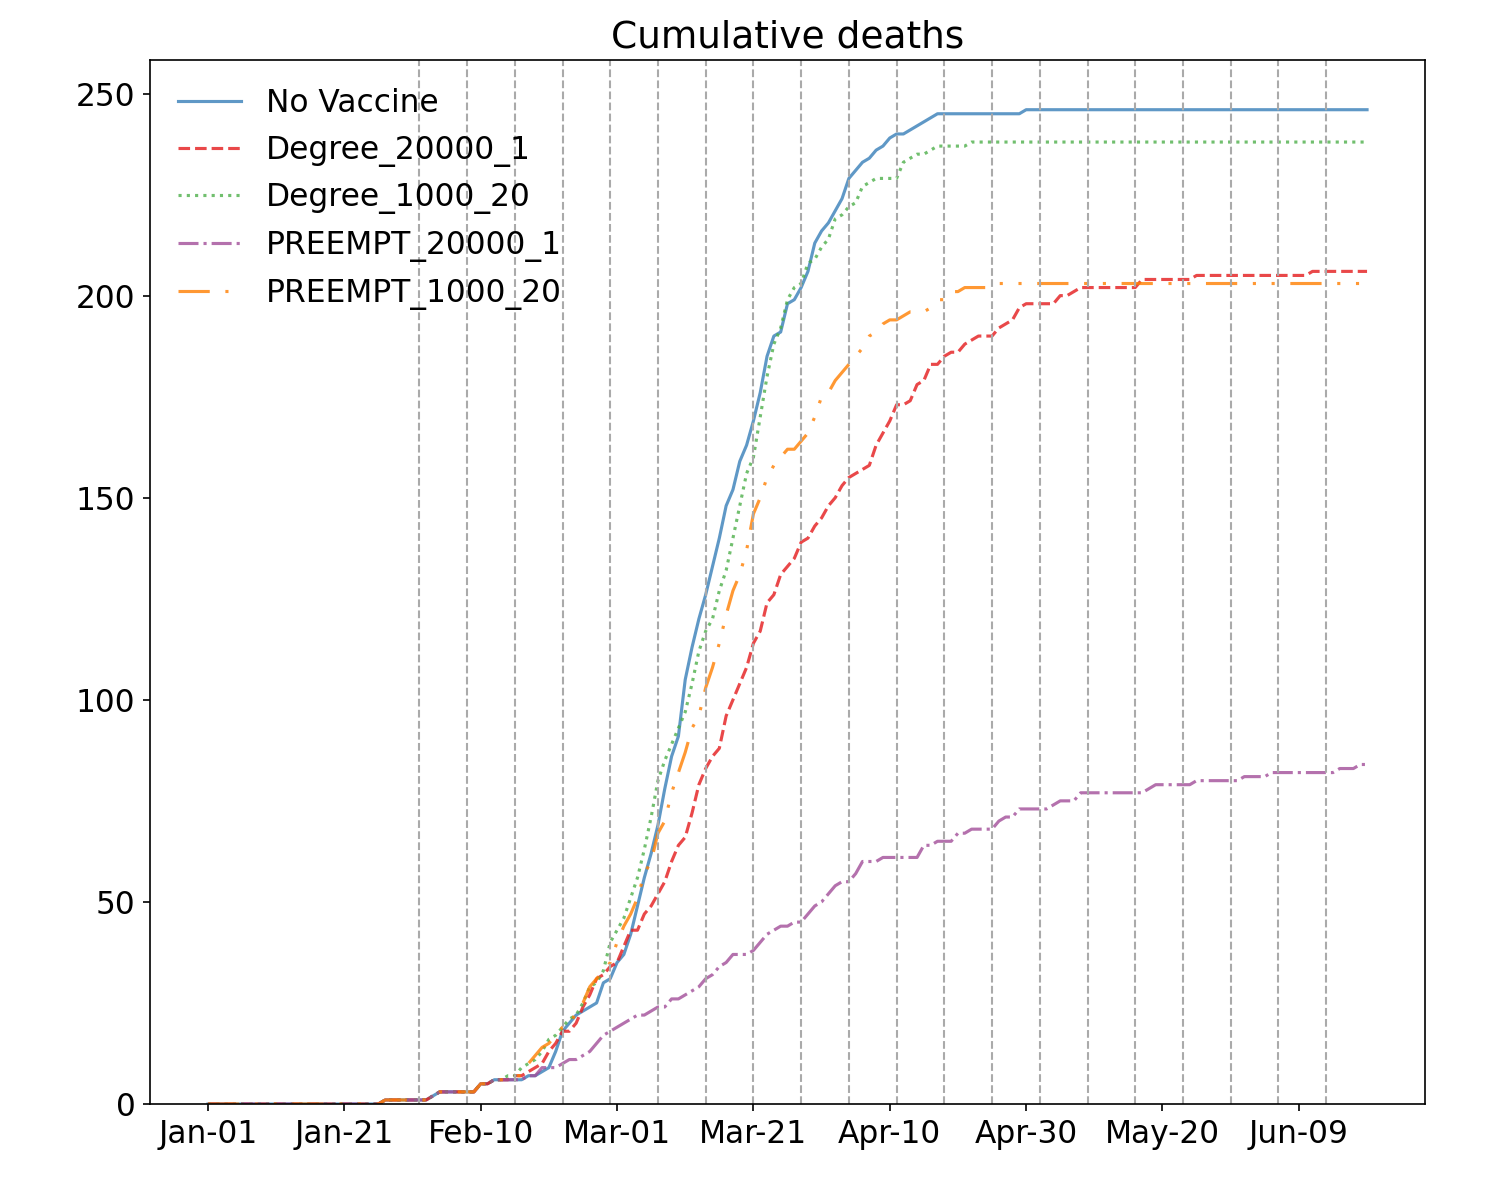 Cumulative deaths
250
200
150
100
50
0
No Vaccine
Degree_20000_1
Degree_1000_20
PREEMPT_20000_1
PREEMPT_1000_20
Jan-01 Jan-21 Feb-10 Mar-01 Mar-21 Apr-10 Apr-30 May-20 Jun-09